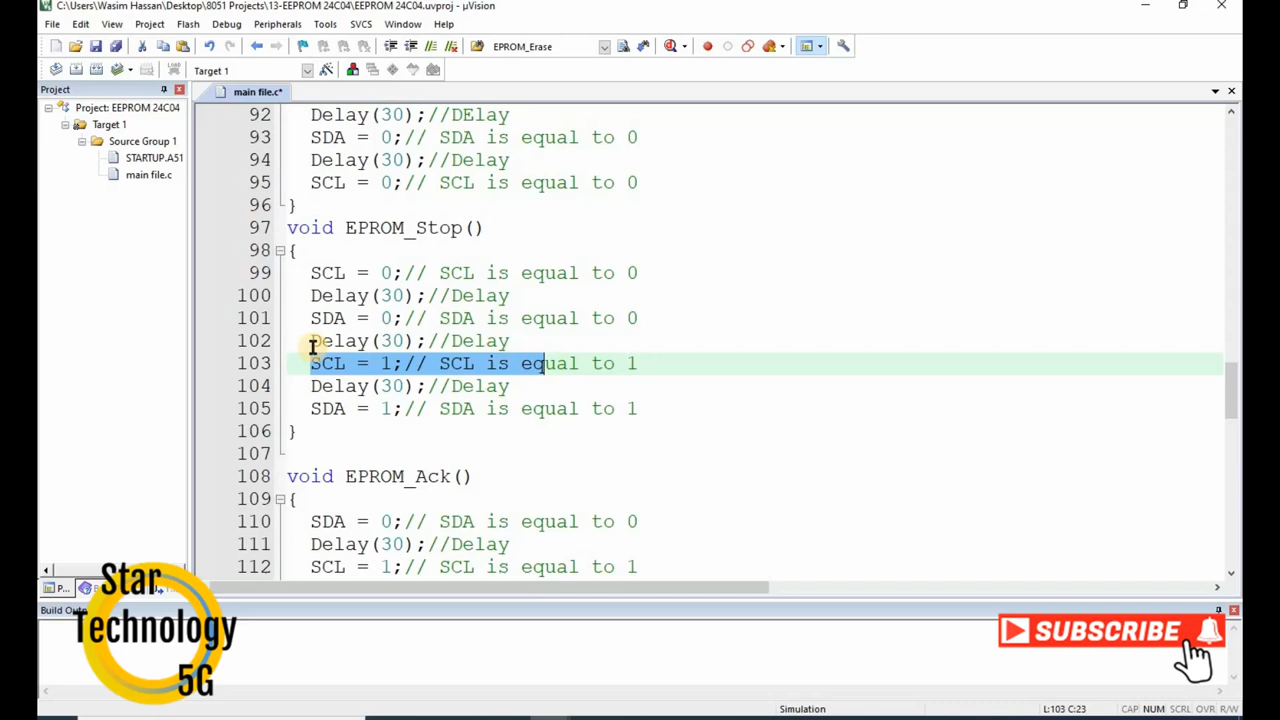 C:\Users\Wasim Hassan\Desktop\8051 Projects\13-EEPROM 24C04\EEPROM 24C04.uvproj - µVision
File Edit View Project Flash Debug Peripherals Tools SVCS Window Help
EPROM_Erase
LOAD
Target 1
Project
main file.c*
Project: EEPROM 24C04
Target 1
Source Group 1
STARTUP.A51
main file.c
92 Delay(30);//DElay
93 SDA = 0;// SDA is equal to 0
94 Delay(30);//Delay
95 SCL = 0;// SCL is equal to 0
96 }
97 void EPROM_Stop()
98 {
99 SCL = 0;// SCL is equal to 0
100 Delay(30);//Delay
101 SDA = 0;// SDA is equal to 0
102 Delay(30);//Delay
103 SCL = 1;// SCL is equal to 1
104 Delay(30);//Delay
105 SDA = 1;// SDA is equal to 1
106 }
107
108 void EPROM_Ack()
109 {
110 SDA = 0;// SDA is equal to 0
111 Delay(30);//Delay
112 SCL = 1;// SCL is equal to 1
P...
Build Out
Star
Technology
5G
SUBSCRIBE
Simulation
L:103 C:23
CAP NUM SCRL OVR R/W